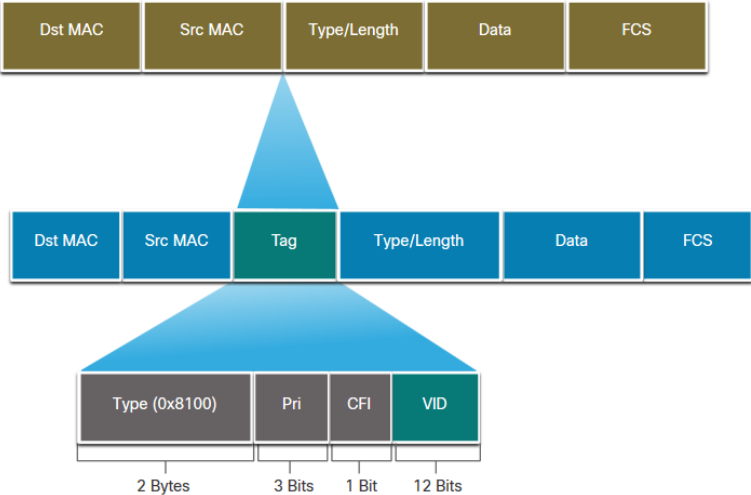 Dst MAC Src MAC Type/Length Data FCS
Dst MAC Src MAC Tag Type/Length Data FCS
Type (0x8100) Pri CFI VID
2 Bytes 3 Bits 1 Bit 12 Bits